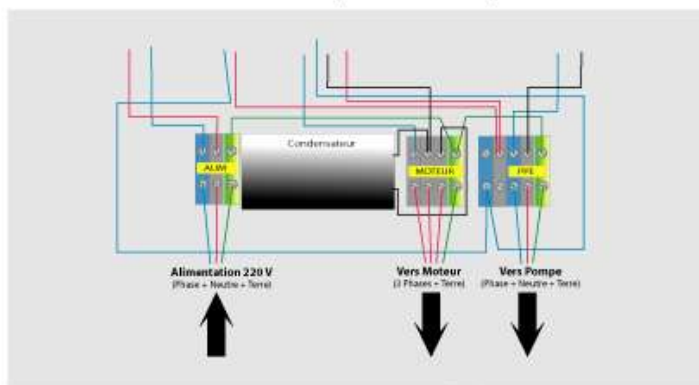 Condensateur
ALIM
MOTEUR
PPE
Alimentation 220 V
(Phase + Neutre + Terre)
Vers Moteur
(3 Phases + Terre)
Vers Pompe
(Phase + Neutre + Terre)